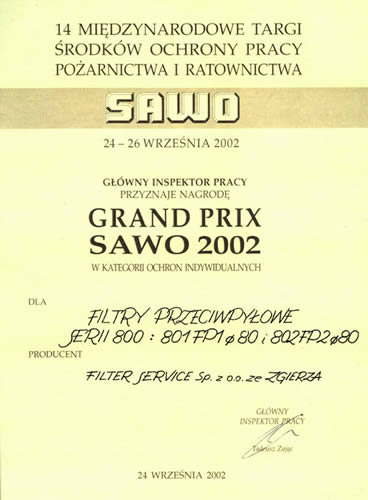 14 MIĘDZYNARODOWE TARGI
ŚRODKÓW OCHRONY PRACY
POŻARNICTWA I RATOWNICTWA
SAWO
24 – 26 WRZEŚNIA 2002
GŁÓWNY INSPEKTOR PRACY
PRZYZNAJE NAGRODĘ
GRAND PRIX
SAWO 2002
W KATEGORII OCHRON INDYWIDUALNYCH
DLA
FILTRY PRZECIWPYŁOWE
SERII 800 : 801 FP1 ø 80 i 802 FP2 ø 80
PRODUCENT
FILTER SERVICE Sp. z o.o. ze ZGIERZA
GŁÓWNY
INSPEKTOR PRACY
Tadeusz Zając
24 WRZEŚNIA 2002